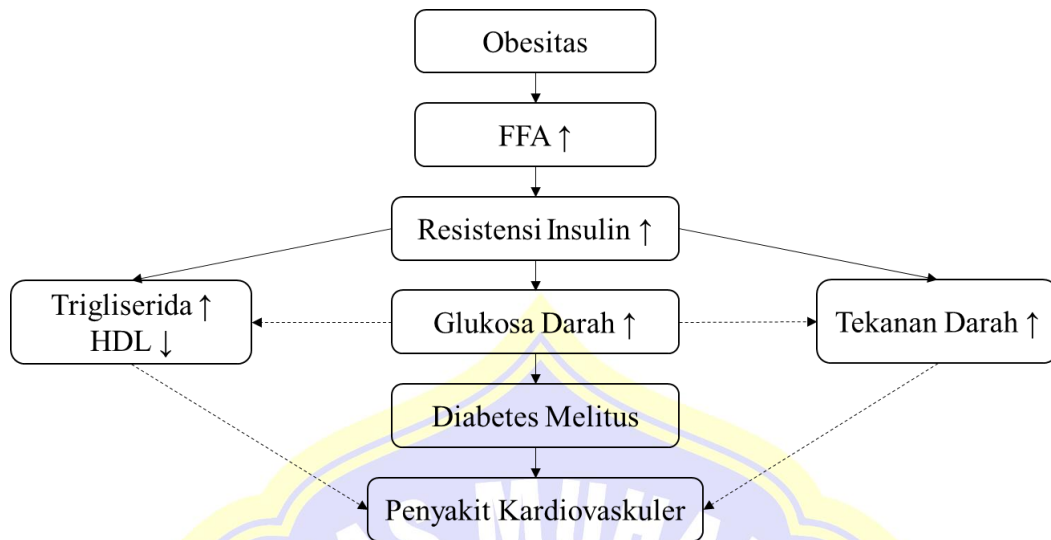 Obesitas
FFA ↑
Resistensi Insulin ↑
Trigliserida ↑
HDL ↓
Glukosa Darah ↑
Tekanan Darah ↑
Diabetes Melitus
Penyakit Kardiovaskuler